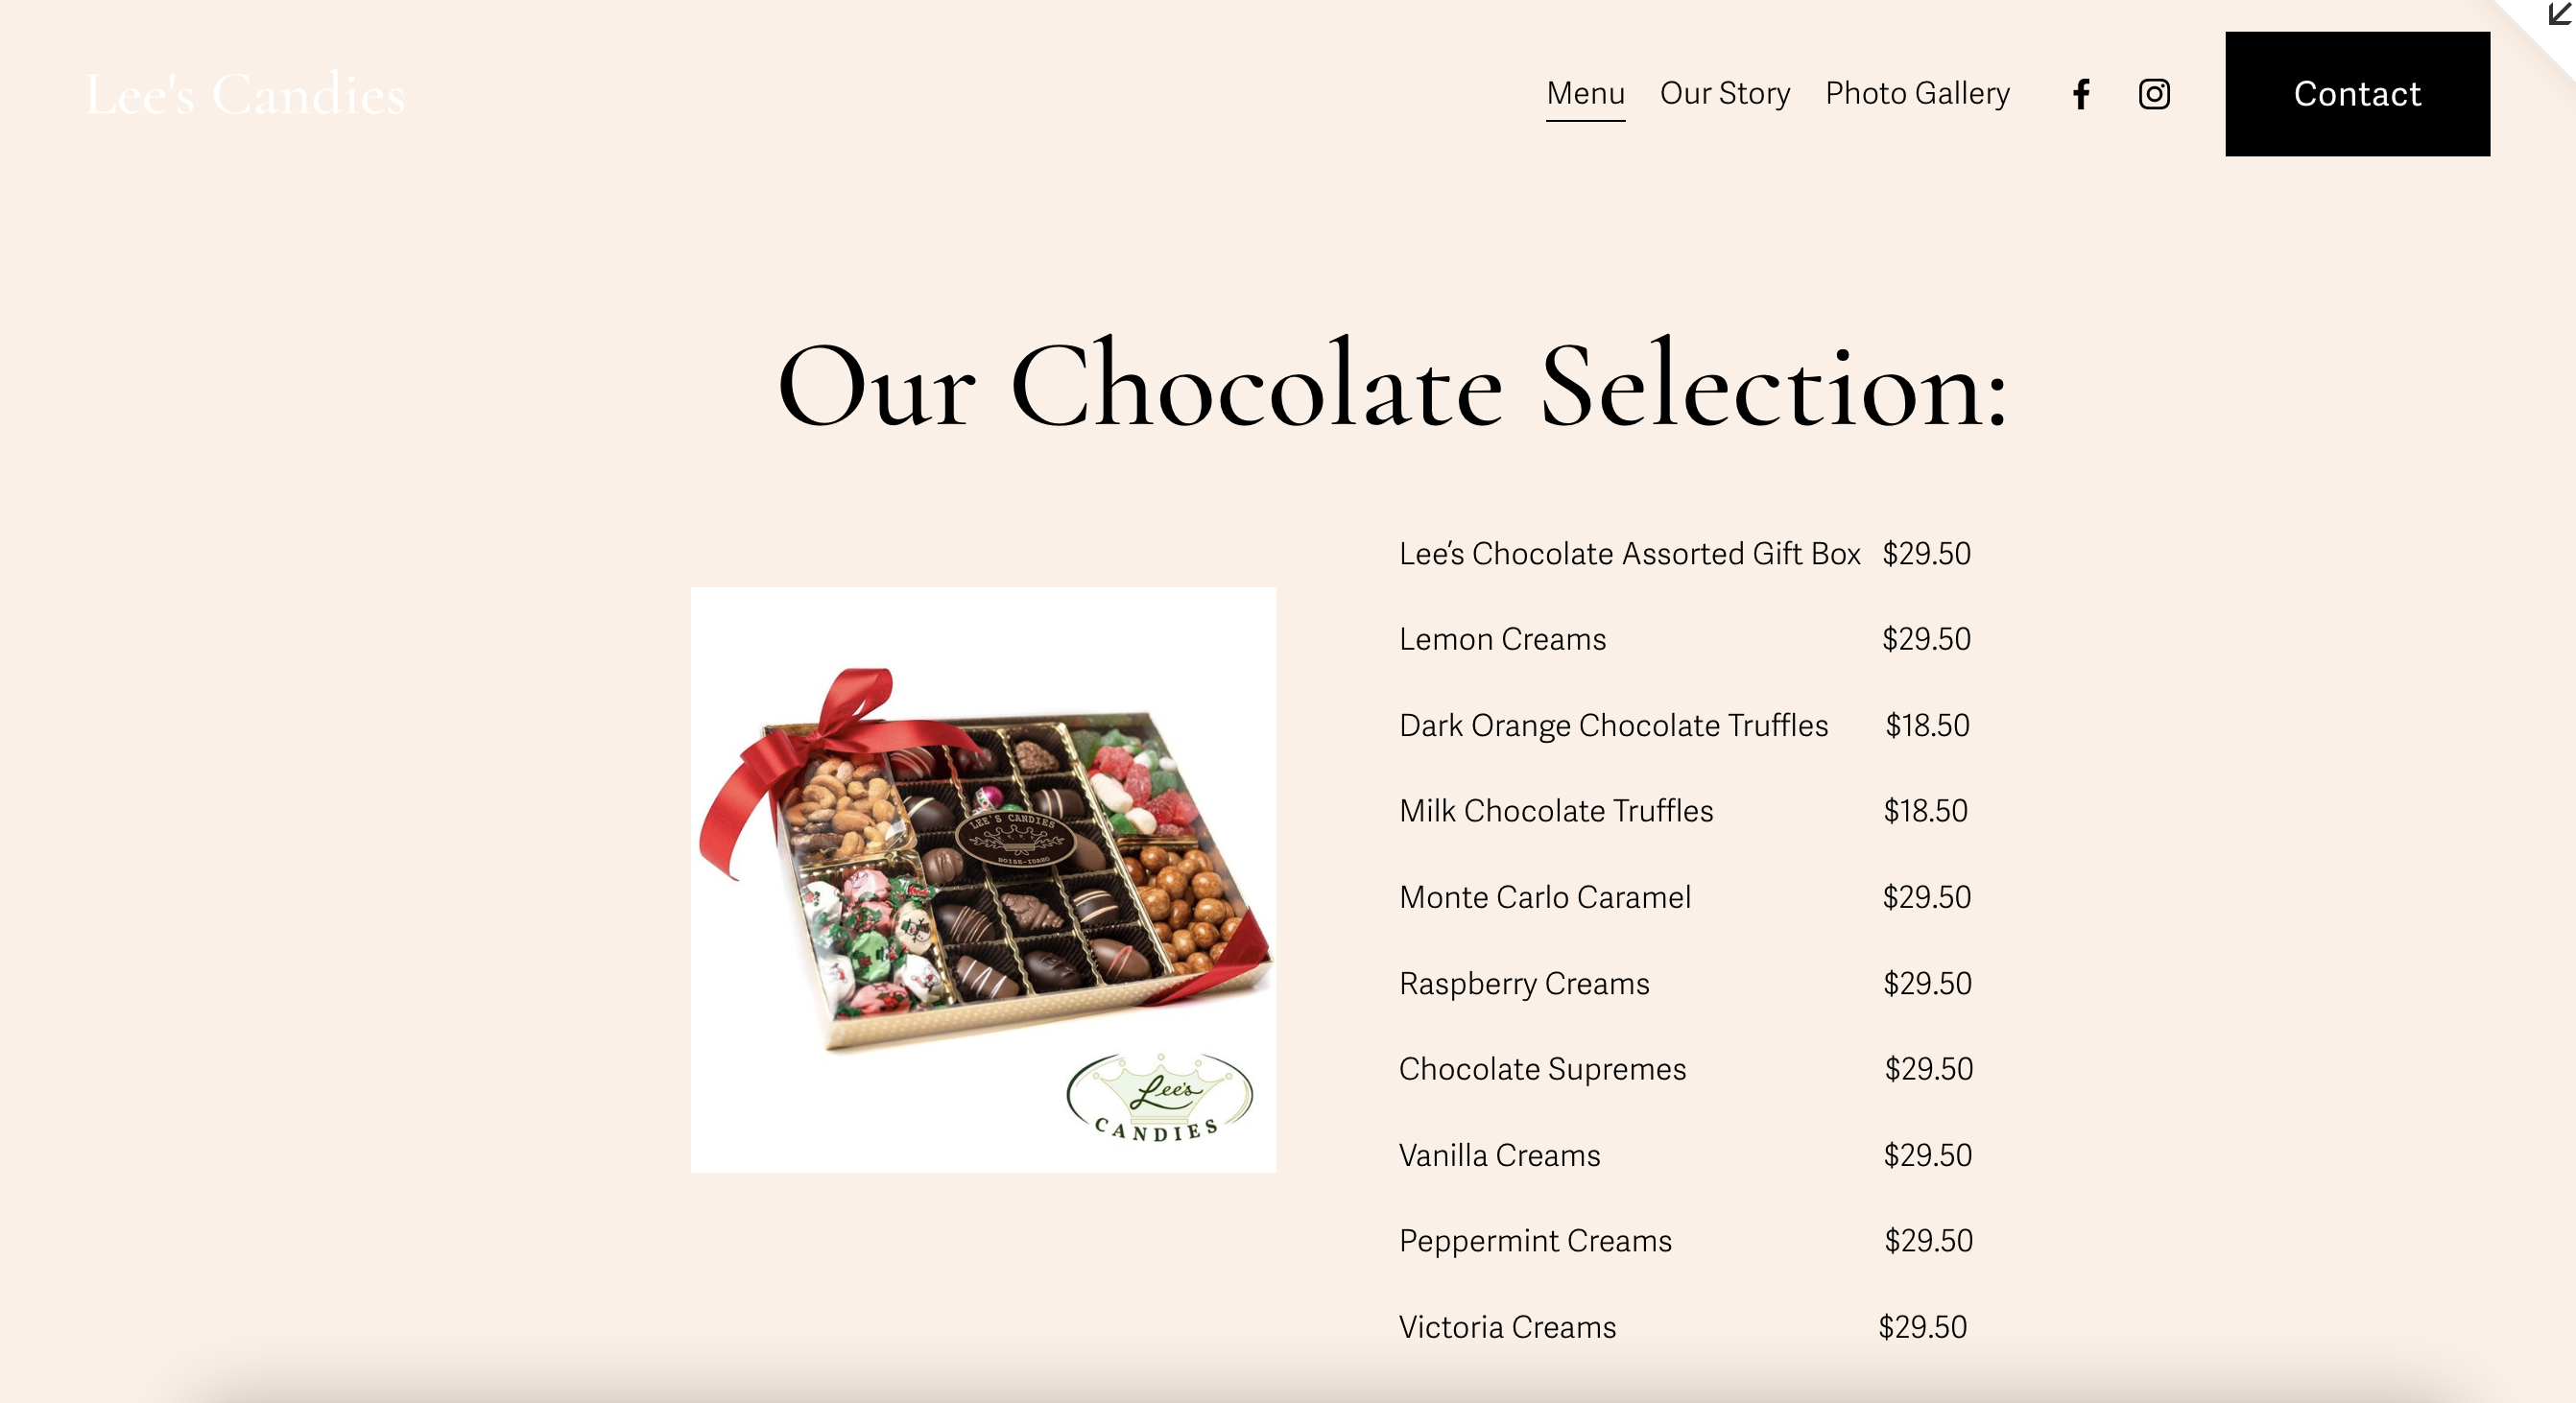 Lee's Candies
Menu Our Story Photo Gallery Contact
Our Chocolate Selection:
Lee’s Chocolate Assorted Gift Box $29.50
Lemon Creams $29.50
Dark Orange Chocolate Truffles $18.50
Milk Chocolate Truffles $18.50
Monte Carlo Caramel $29.50
Raspberry Creams $29.50
Chocolate Supremes $29.50
Vanilla Creams $29.50
Peppermint Creams $29.50
Victoria Creams $29.50
LEE'S CANDIES
BOISE-IDAHO
Lee's
CANDIES